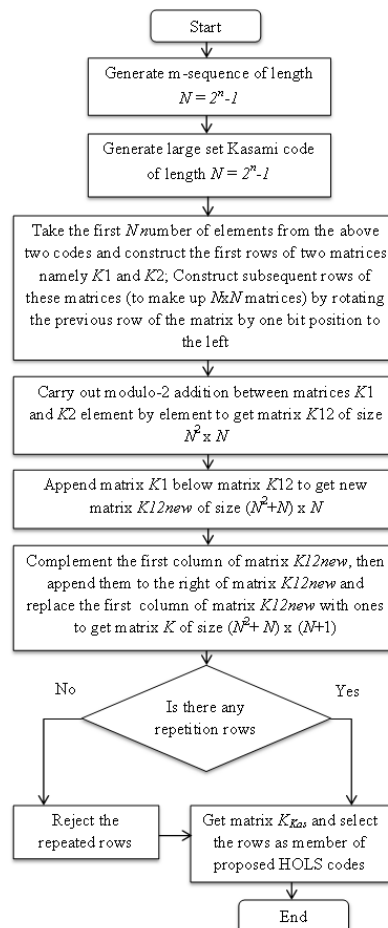 Start
Generate m-sequence of length
N = 2ⁿ-1
Generate large set Kasami code
of length N = 2ⁿ-1
Take the first N number of elements from the above
two codes and construct the first rows of two matrices
namely K1 and K2; Construct subsequent rows of
these matrices (to make up NxN matrices) by rotating
the previous row of the matrix by one bit position to
the left
Carry out modulo-2 addition between matrices K1
and K2 element by element to get matrix K12 of size
N² x N
Append matrix K1 below matrix K12 to get new
matrix K12new of size (N²+N) x N
Complement the first column of matrix K12new, then
append them to the right of matrix K12new and
replace the first column of matrix K12new with ones
to get matrix K of size (N²+ N) x (N+1)
No
Yes
Is there any
repetition rows
Reject the
repeated rows
Get matrix K_Kas and select
the rows as member of
proposed HOLS codes
End